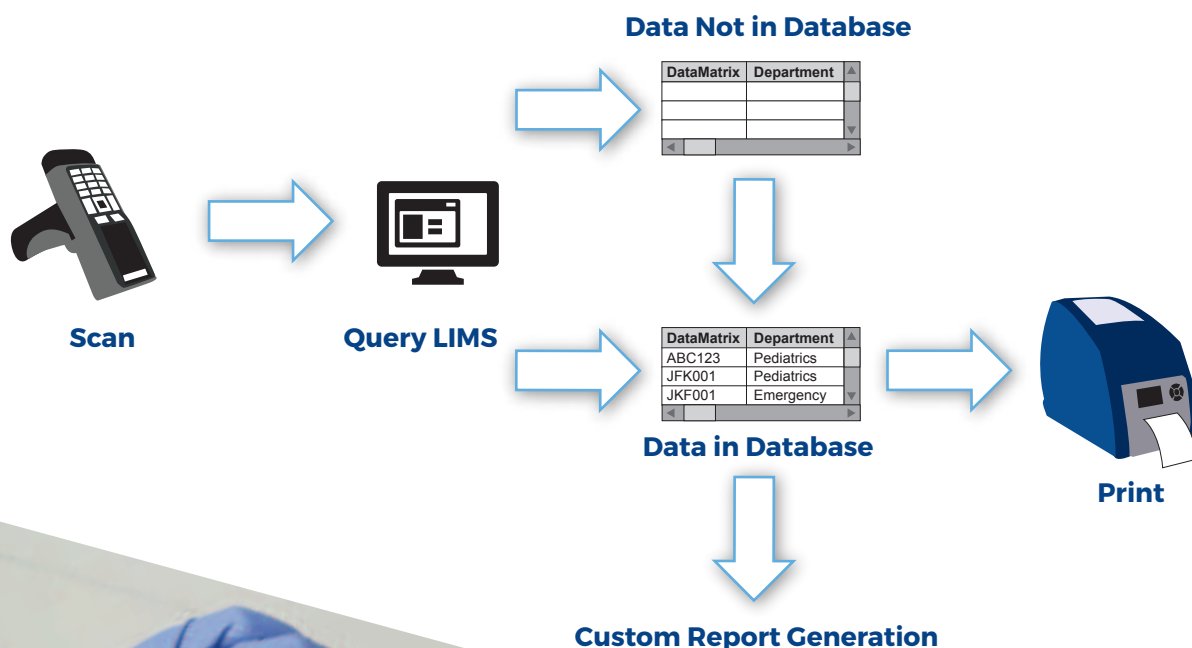 Data Not in Database
DataMatrix Department
Scan
Query LIMS
DataMatrix Department
ABC123 Pediatrics
JFK001 Pediatrics
JKF001 Emergency
Data in Database
Print
Custom Report Generation